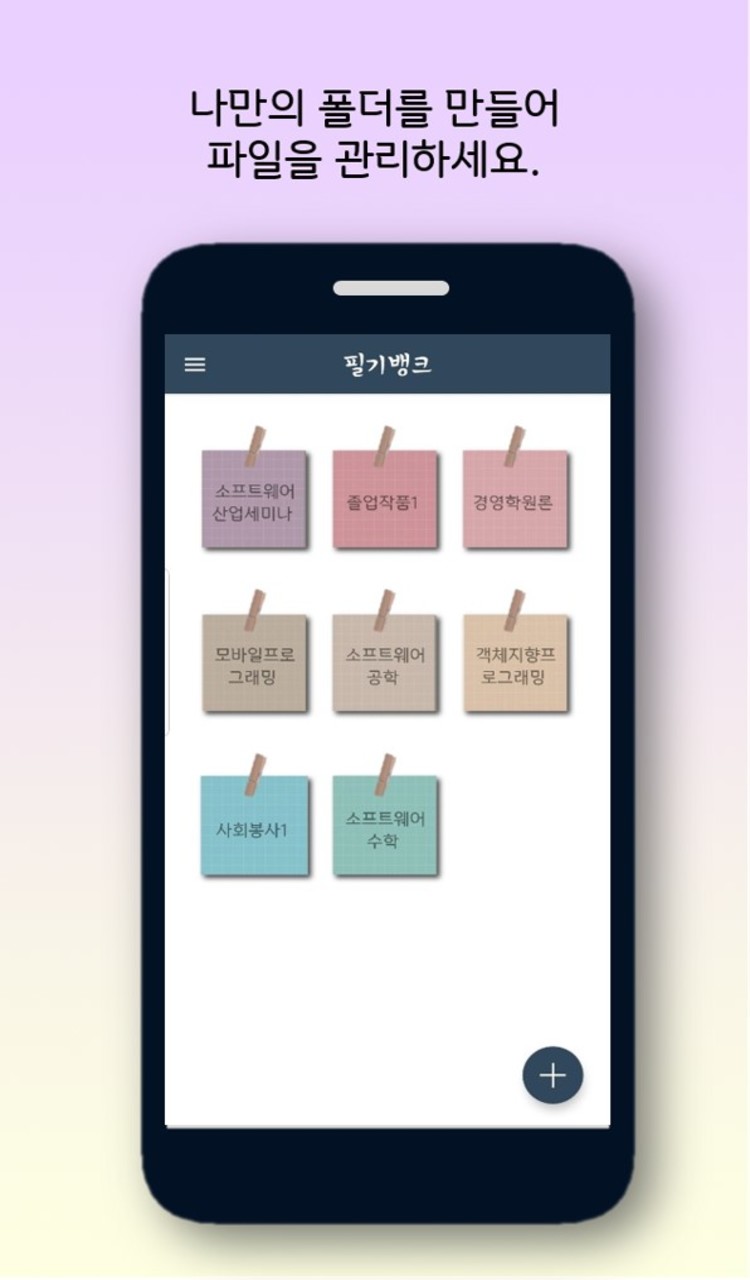 나만의 폴더를 만들어
파일을 관리하세요.
필기뱅크
소프트웨어
산업세미나
졸업작품1
경영학원론
모바일프로
그래밍
소프트웨어
공학
객체지향프
로그래밍
사회봉사1
소프트웨어
수학